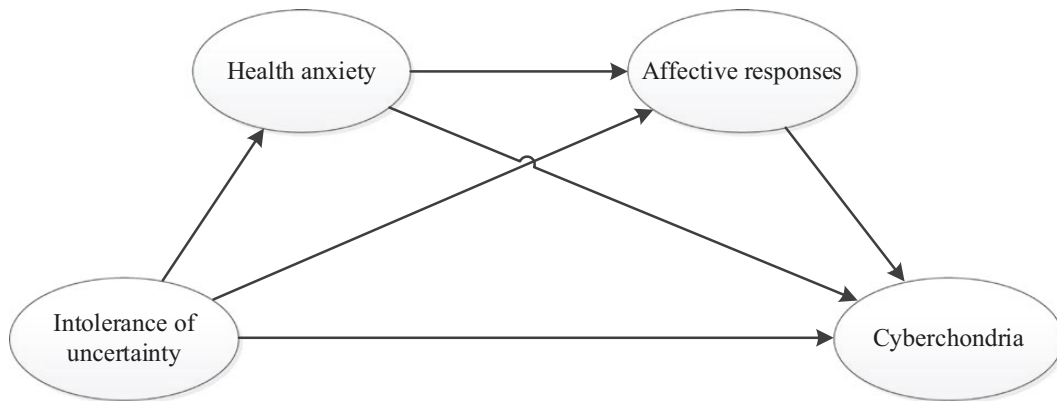 Health anxiety
Affective responses
Intolerance of
uncertainty
Cyberchondria